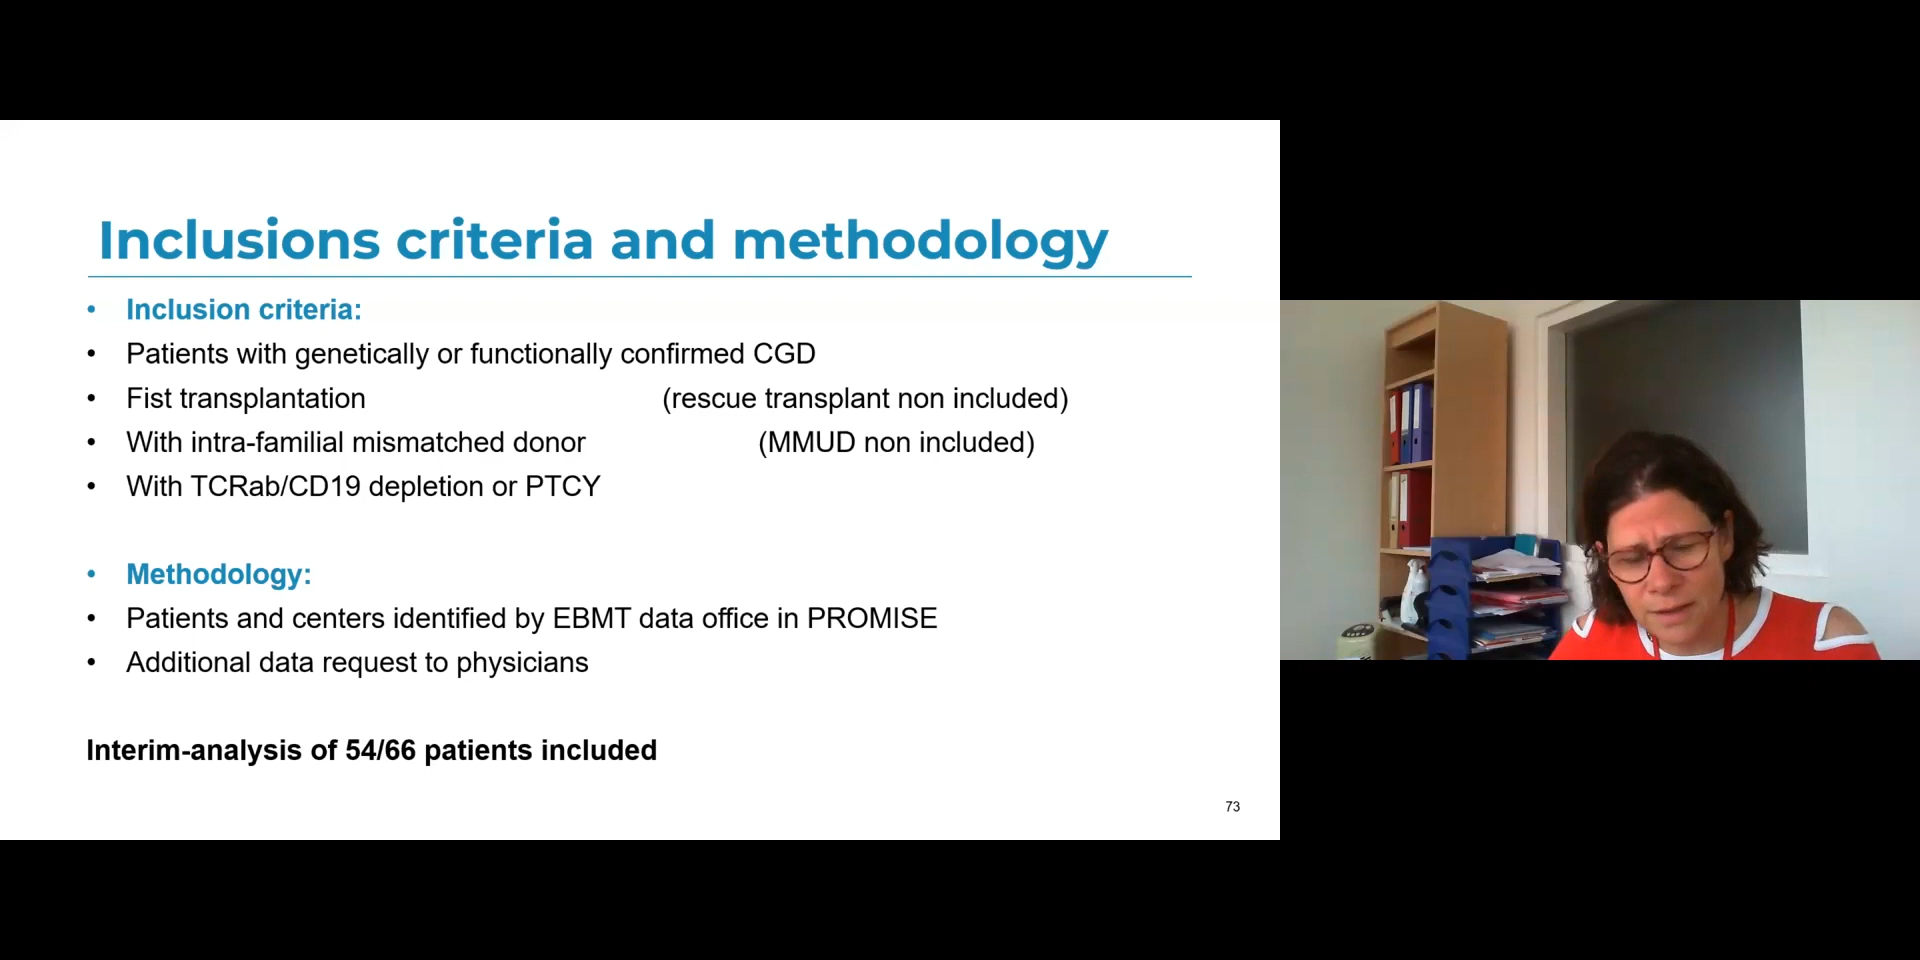 Inclusions criteria and methodology
• Inclusion criteria:
• Patients with genetically or functionally confirmed CGD
• Fist transplantation (rescue transplant non included)
• With intra-familial mismatched donor (MMUD non included)
• With TCRab/CD19 depletion or PTCY
• Methodology:
• Patients and centers identified by EBMT data office in PROMISE
• Additional data request to physicians
Interim-analysis of 54/66 patients included
73